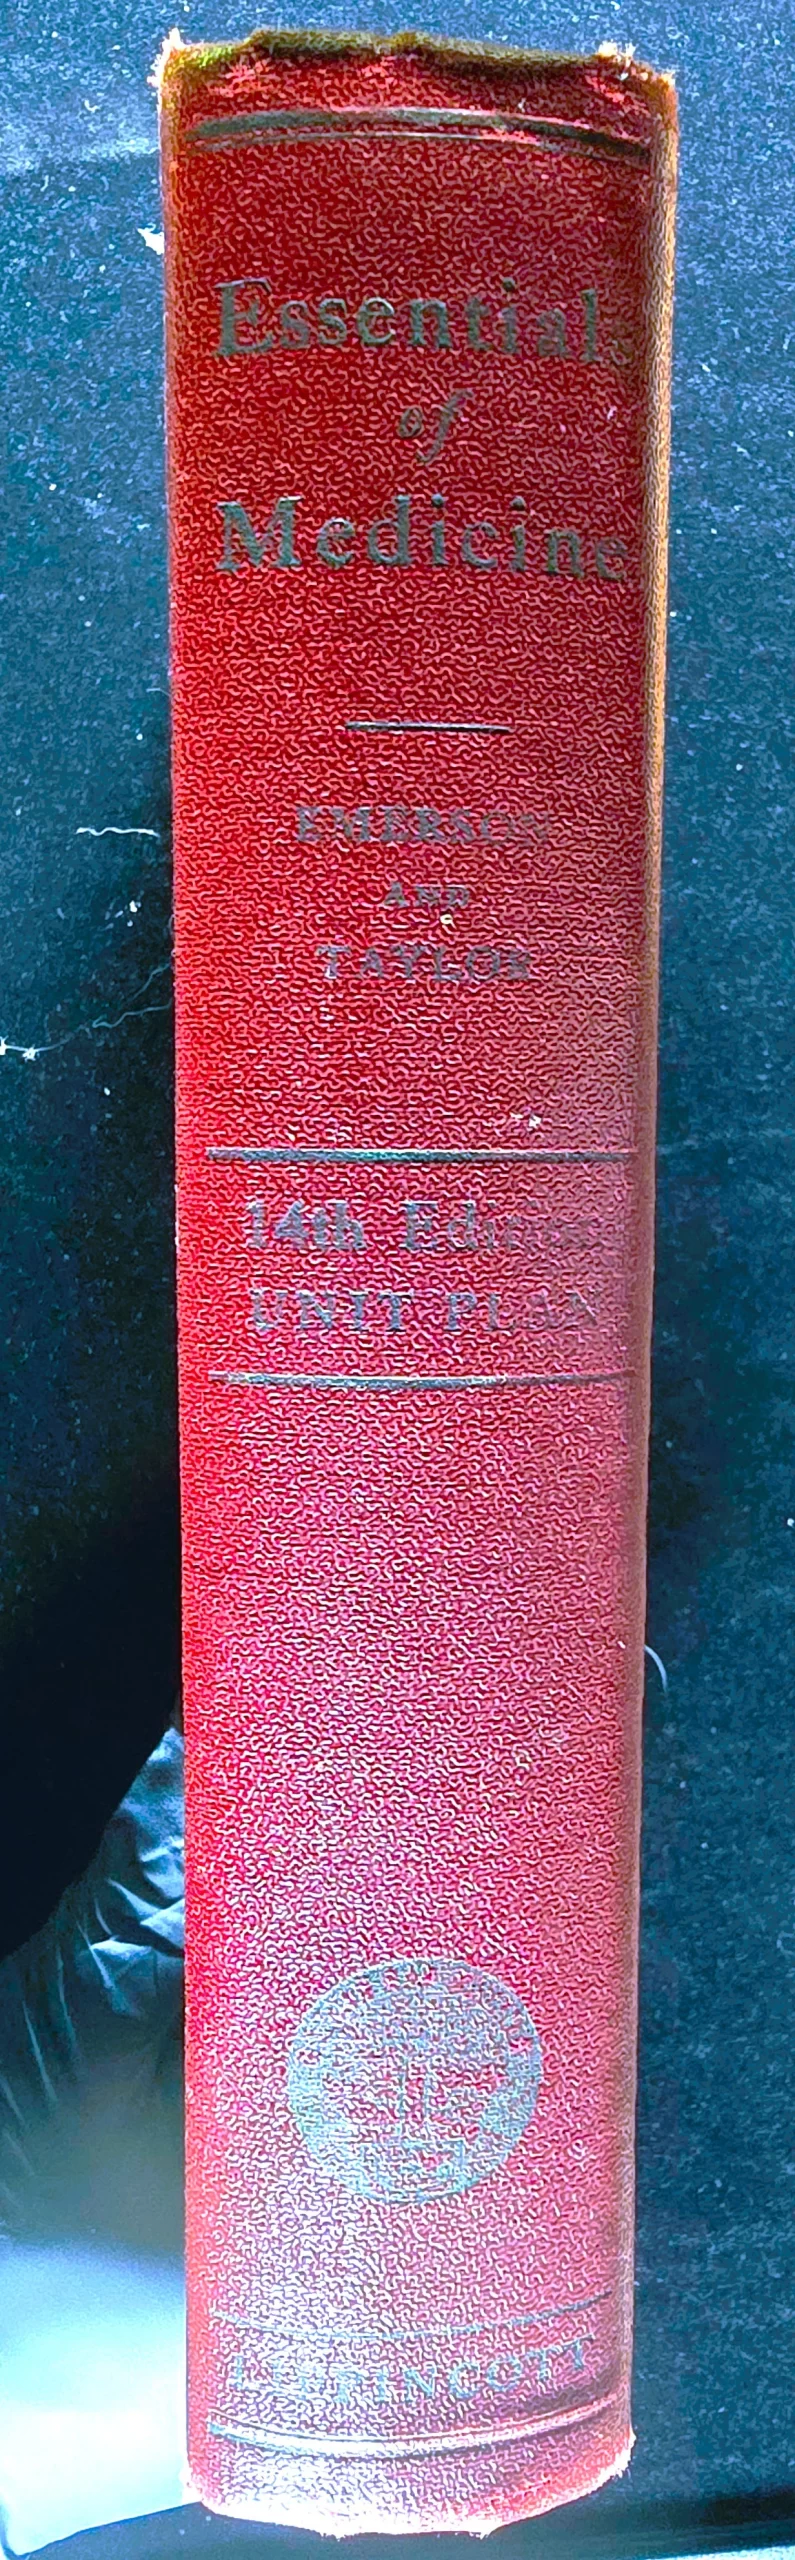 Essentials
of
Medicine
EMERSON
AND
TAYLOR
14th Edition
UNIT PLAN
LIPPINCOTT